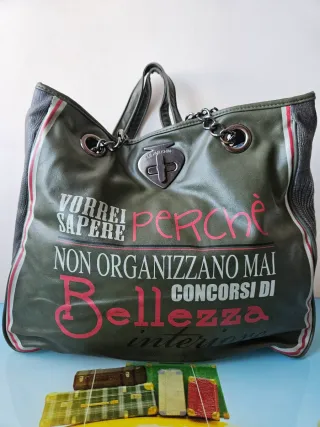 VORREI
SAPERE PERCHÈ
NON ORGANIZZANO MAI
CONCORSI DI
Bellezza
interiore